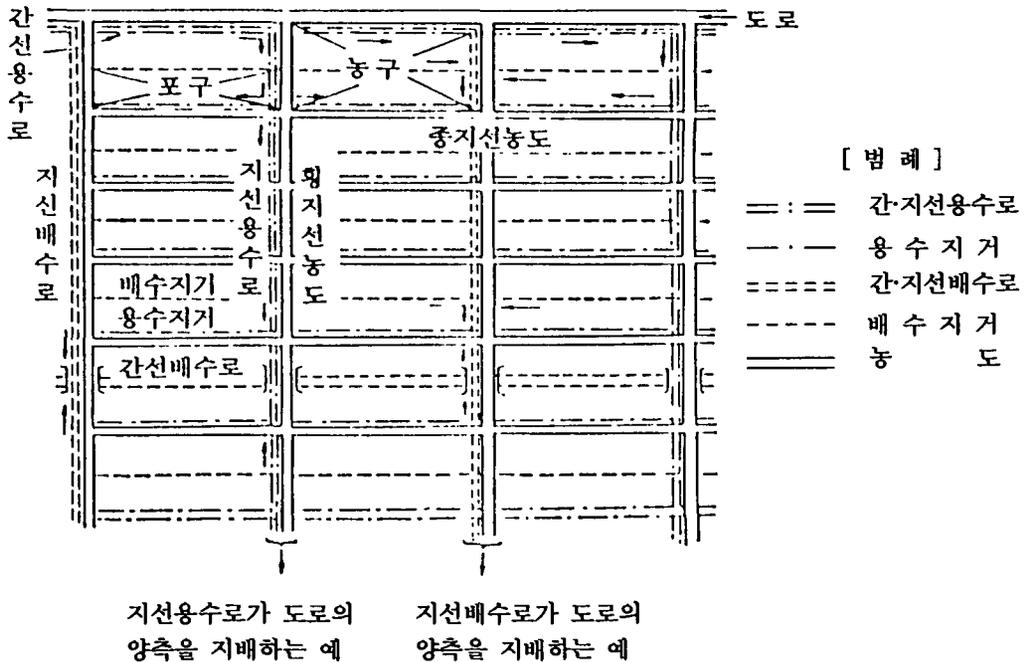 간선용수로
도로
포구
농구
종지선농도
지신배수로
지선용수로
횡지선농도
배수지기
용수지거
간선배수로
[ 범 례 ]
간·지선용수로
용 수 지 거
간·지선배수로
배 수 지 거
농 도
지선용수로가 도로의
양측을 지배하는 예
지선배수로가 도로의
양측을 지배하는 예